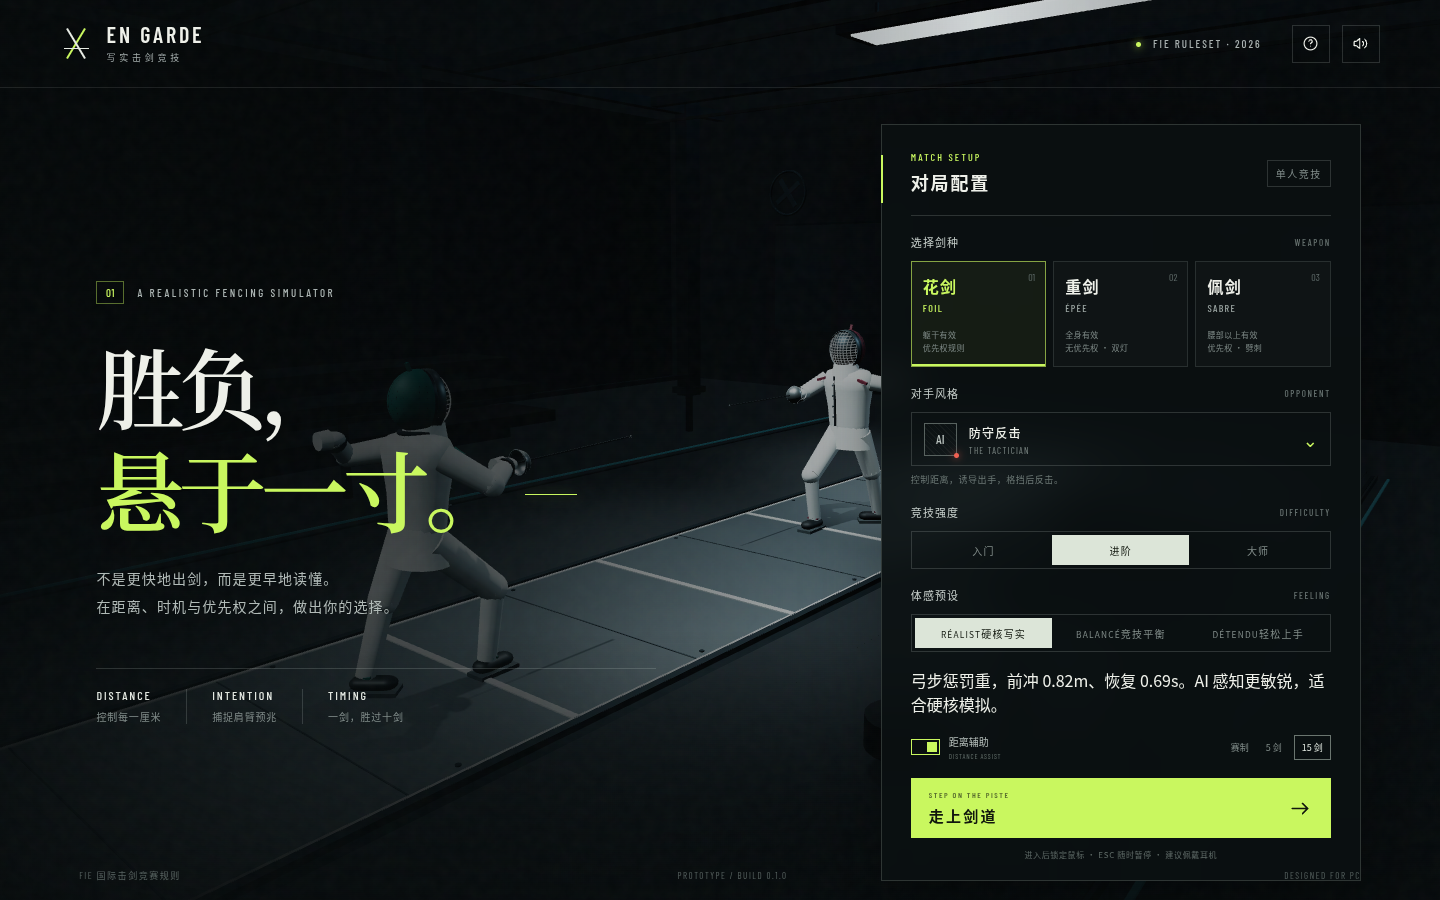 EN GARDE
写实击剑竞技
FIE RULESET · 2026
01
A REALISTIC FENCING SIMULATOR
胜负，
悬于一寸。
不是更快地出剑，而是更早地读懂。
在距离、时机与优先权之间，做出你的选择。
DISTANCE
控制每一厘米
INTENTION
捕捉肩臂预兆
TIMING
一剑，胜过十剑
MATCH SETUP
对局配置
单人竞技
选择剑种
WEAPON
花剑
01
FOIL
躯干有效
优先权规则
重剑
02
ÉPÉE
全身有效
无优先权 · 双灯
佩剑
03
SABRE
腰部以上有效
优先权 · 劈刺
对手风格
OPPONENT
AI
防守反击
THE TACTICIAN
控制距离，诱导出手，格挡后反击。
竞技强度
DIFFICULTY
入门
进阶
大师
体感预设
FEELING
RÉALIST硬核写实
BALANCÉ竞技平衡
DÉTENDU轻松上手
弓步惩罚重，前冲 0.82m、恢复 0.69s。AI 感知更敏锐，适
合硬核模拟。
距离辅助
DISTANCE ASSIST
赛制
5 剑
15 剑
STEP ON THE PISTE
走上剑道
进入后锁定鼠标 · ESC 随时暂停 · 建议佩戴耳机
FIE 国际击剑竞赛规则
PROTOTYPE / BUILD 0.1.0
DESIGNED FOR PC